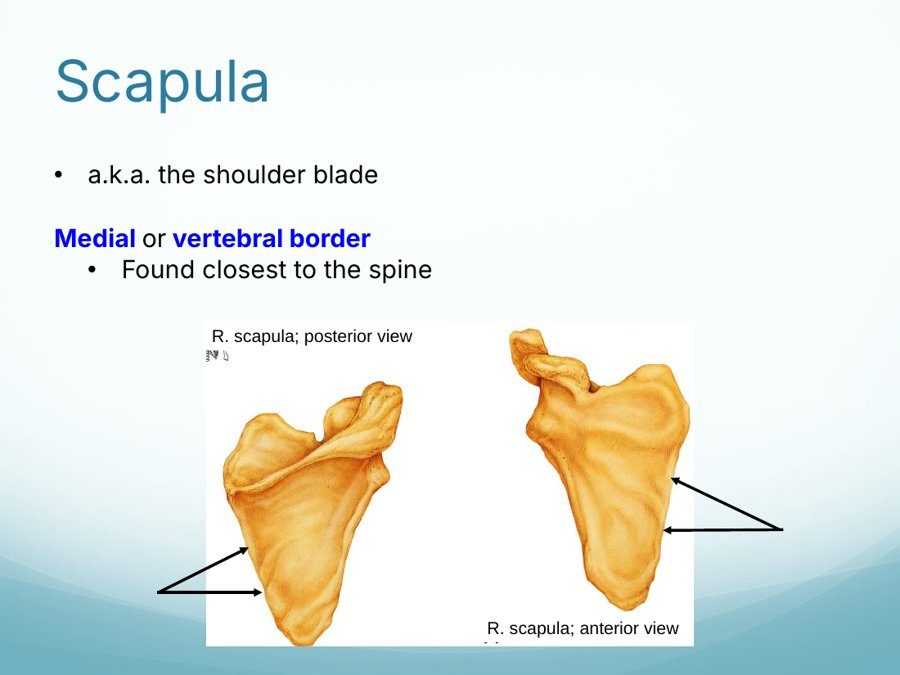 Scapula
• a.k.a. the shoulder blade
Medial or vertebral border
• Found closest to the spine
R. scapula; posterior view
R. scapula; anterior view